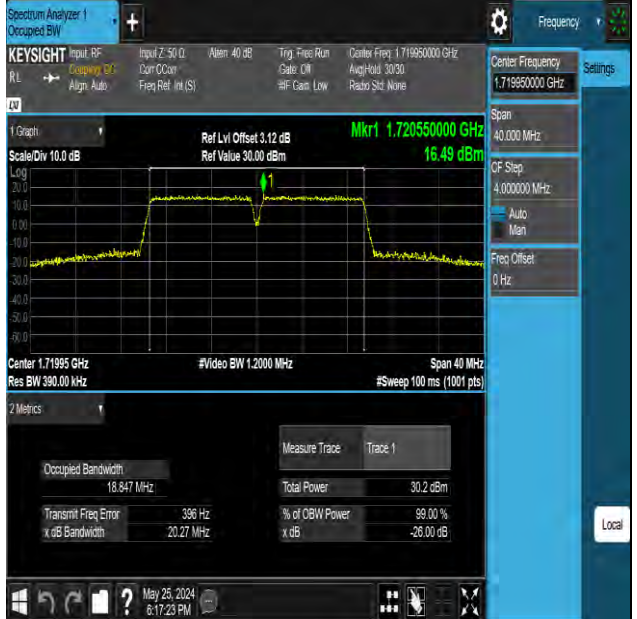 Spectrum Analyzer 1
Occupied BW
Frequency
KEYSIGHT Input: RF Input Z: 50 Ω Atten: 40 dB Trig: Free Run Center Freq: 1.719950000 GHz
R L Coupling: DC Corr CCorr Gate: Off Avg|Hold: 30/30
Align: Auto Freq Ref: Int (S) #IF Gain: Low Radio Std: None
LXI
Center Frequency
1.719950000 GHz
Settings
Span
40.000 MHz
CF Step
4.000000 MHz
Auto
Man
Freq Offset
0 Hz
1 Graph
Ref Lvl Offset 3.12 dB
Mkr1 1.720550000 GHz
Scale/Div 10.0 dB Ref Value 30.00 dBm 16.49 dBm
Log
20.0
10.0
0.00
-10.0
-20.0
-30.0
-40.0
-50.0
-60.0
1
Center 1.71995 GHz #Video BW 1.2000 MHz Span 40 MHz
Res BW 390.00 kHz #Sweep 100 ms (1001 pts)
2 Metrics
Measure Trace Trace 1
Occupied Bandwidth
18.847 MHz Total Power 30.2 dBm
Transmit Freq Error 396 Hz % of OBW Power 99.00 %
x dB Bandwidth 20.27 MHz x dB -26.00 dB
Local
?
May 25, 2024
6:17:23 PM